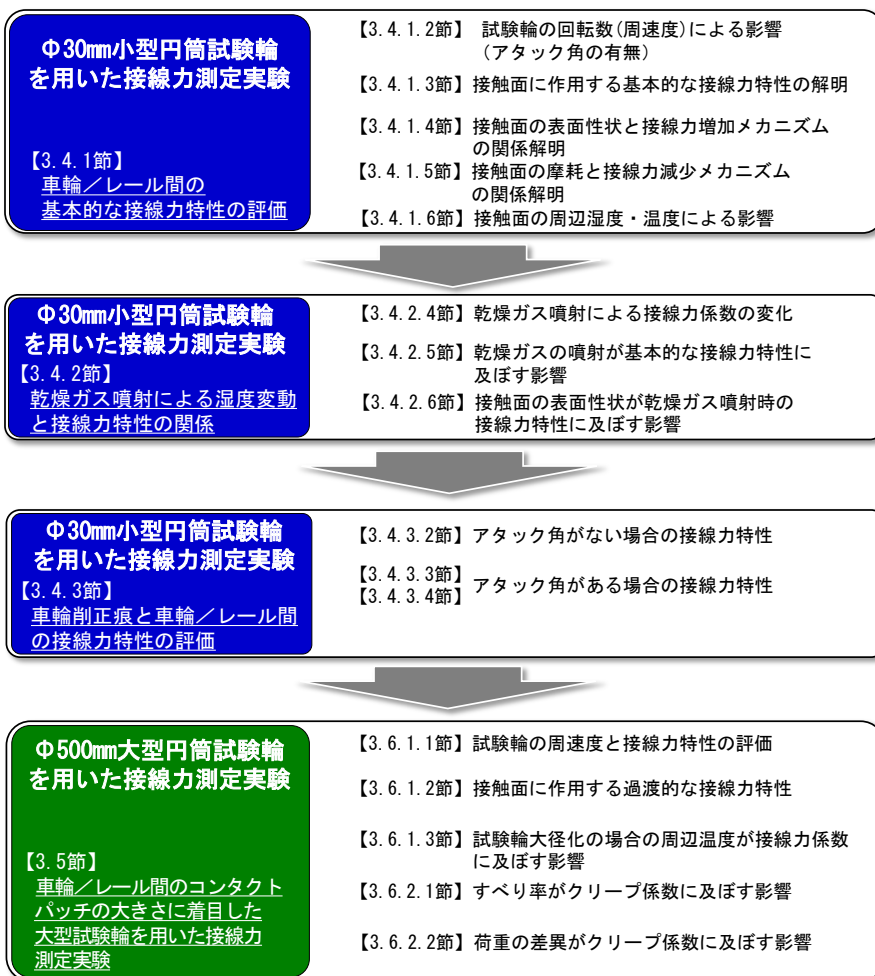 Φ30mm小型円筒試験輪
を用いた接線力測定実験
【3.4.1節】
車輪／レール間の
基本的な接線力特性の評価
【3.4.1.2節】 試験輪の回転数(周速度)による影響
(アタック角の有無)
【3.4.1.3節】接触面に作用する基本的な接線力特性の解明
【3.4.1.4節】接触面の表面性状と接線力増加メカニズム
の関係解明
【3.4.1.5節】接触面の摩耗と接線力減少メカニズム
の関係解明
【3.4.1.6節】接触面の周辺湿度・温度による影響
Φ30mm小型円筒試験輪
を用いた接線力測定実験
【3.4.2節】
乾燥ガス噴射による湿度変動
と接線力特性の関係
【3.4.2.4節】乾燥ガス噴射による接線力係数の変化
【3.4.2.5節】乾燥ガスの噴射が基本的な接線力特性に
及ぼす影響
【3.4.2.6節】接触面の表面性状が乾燥ガス噴射時の
接線力特性に及ぼす影響
Φ30mm小型円筒試験輪
を用いた接線力測定実験
【3.4.3節】
車輪削正痕と車輪／レール間
の接線力特性の評価
【3.4.3.2節】アタック角がない場合の接線力特性
【3.4.3.3節】
【3.4.3.4節】アタック角がある場合の接線力特性
Φ500mm大型円筒試験輪
を用いた接線力測定実験
【3.5節】
車輪／レール間のコンタクト
パッチの大きさに着目した
大型試験輪を用いた接線力
測定実験
【3.6.1.1節】試験輪の周速度と接線力特性の評価
【3.6.1.2節】接触面に作用する過渡的な接線力特性
【3.6.1.3節】試験輪大径化の場合の周辺温度が接線力係数
に及ぼす影響
【3.6.2.1節】すべり率がクリープ係数に及ぼす影響
【3.6.2.2節】荷重の差異がクリープ係数に及ぼす影響